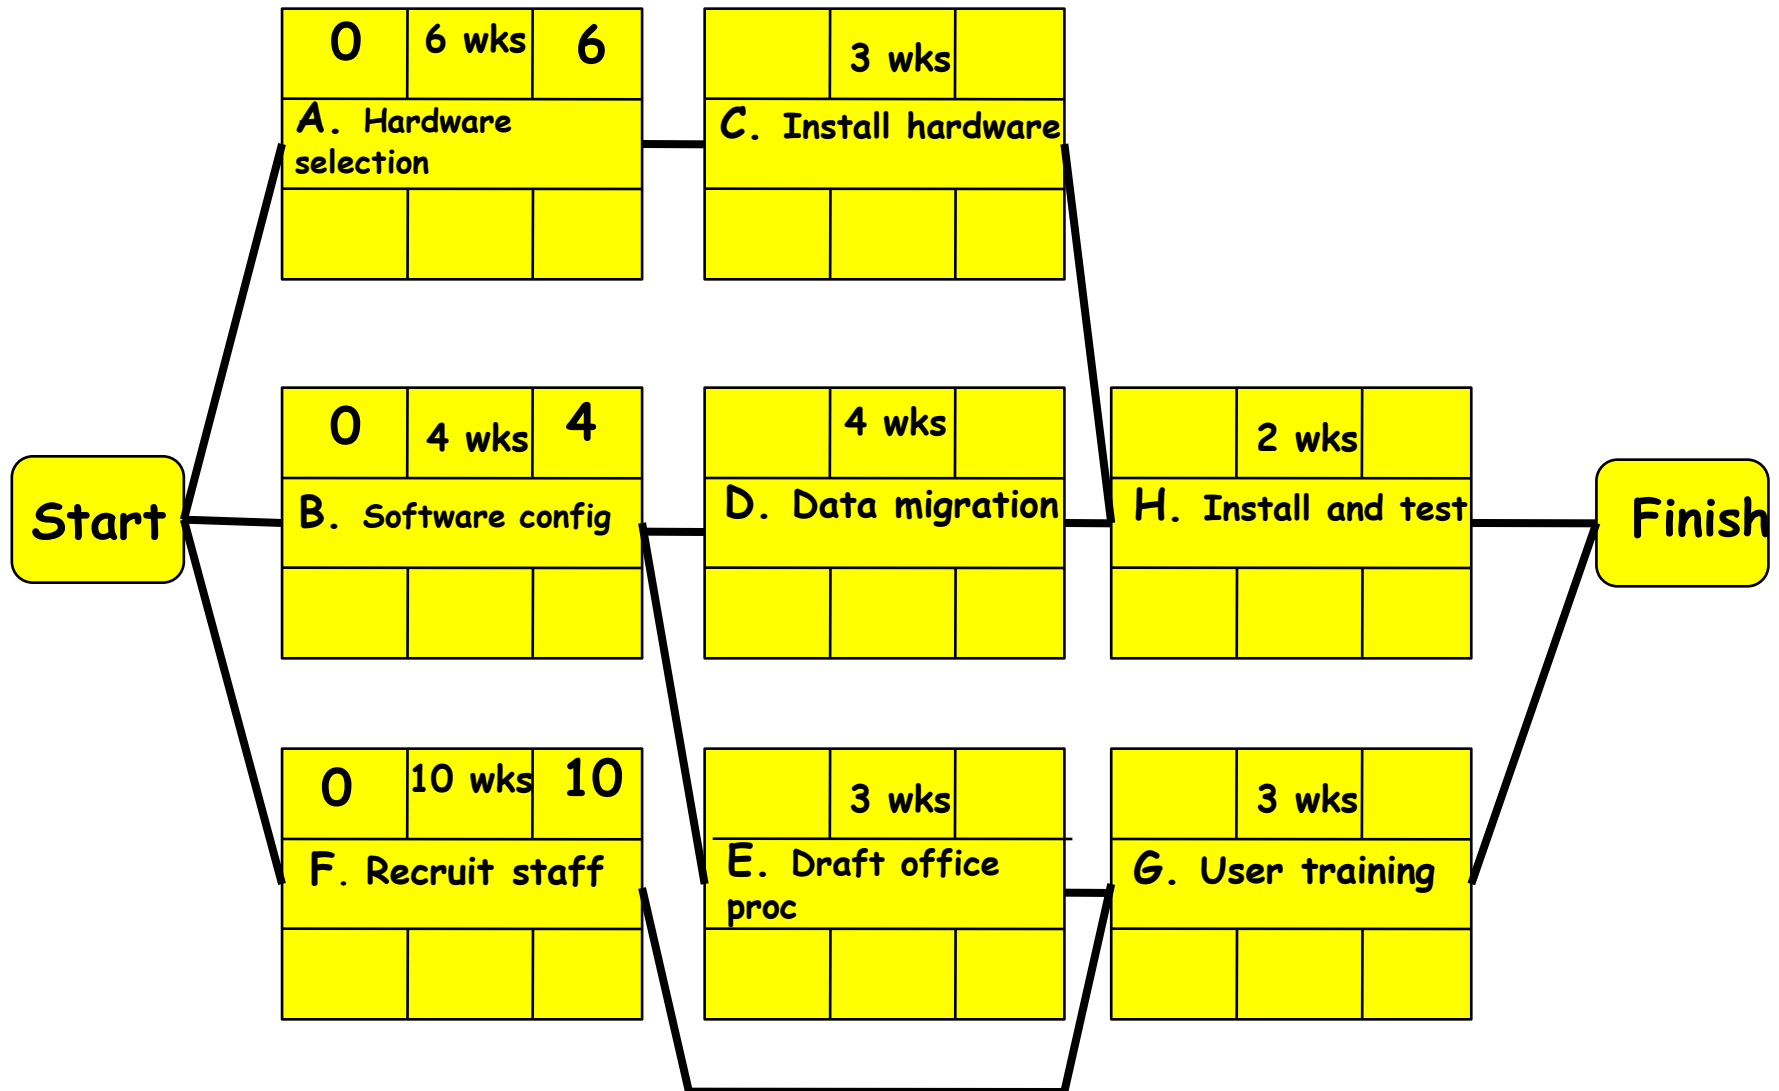 0 6 wks 6
A. Hardware
selection
3 wks
C. Install hardware
Start
0 4 wks 4
B. Software config
4 wks
D. Data migration
2 wks
H. Install and test
Finish
0 10 wks 10
F. Recruit staff
3 wks
E. Draft office
proc
3 wks
G. User training